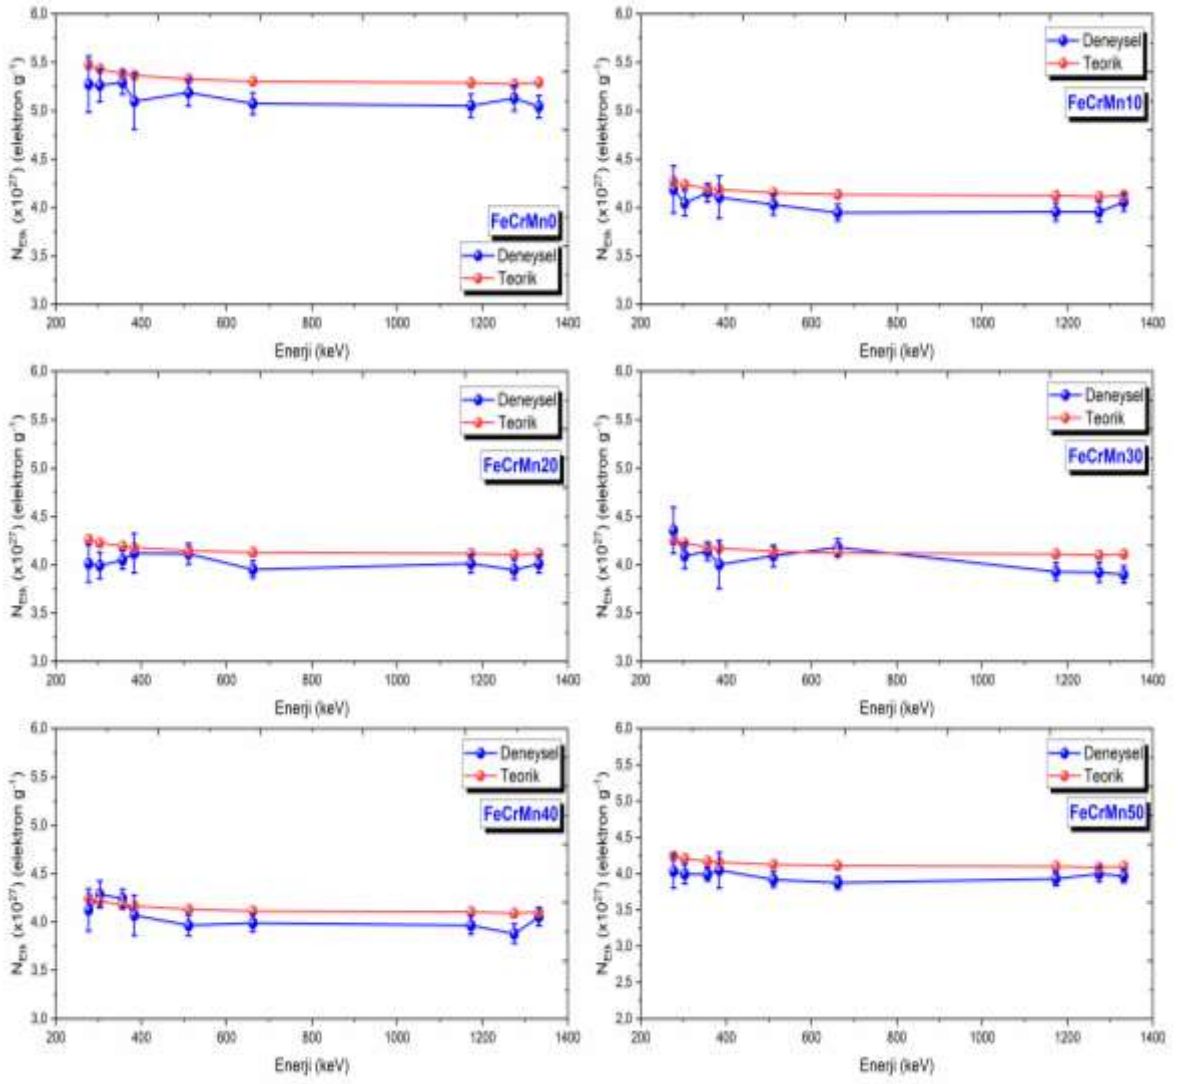 6.0
5.5
5.0
4.5
4.0
3.5
3.0
N_Etk (x10^27) (elektron g^-1)
FeCrMn0
Deneysel
Teorik
200 400 600 800 1000 1200 1400
Enerji (keV)
6.0
5.5
5.0
4.5
4.0
3.5
3.0
N_Etk (x10^27) (elektron g^-1)
Deneysel
Teorik
FeCrMn10
200 400 600 800 1000 1200 1400
Enerji (keV)
6.0
5.5
5.0
4.5
4.0
3.5
3.0
N_Etk (x10^27) (elektron g^-1)
Deneysel
Teorik
FeCrMn20
200 400 600 800 1000 1200 1400
Enerji (keV)
6.0
5.5
5.0
4.5
4.0
3.5
3.0
N_Etk (x10^27) (elektron g^-1)
Deneysel
Teorik
FeCrMn30
200 400 600 800 1000 1200 1400
Enerji (keV)
6.0
5.5
5.0
4.5
4.0
3.5
3.0
N_Etk (x10^27) (elektron g^-1)
Deneysel
Teorik
FeCrMn40
200 400 600 800 1000 1200 1400
Enerji (keV)
6.0
5.5
5.0
4.5
4.0
3.5
3.0
2.5
2.0
N_Etk (x10^27) (elektron g^-1)
Deneysel
Teorik
FeCrMn50
200 400 600 800 1000 1200 1400
Enerji (keV)